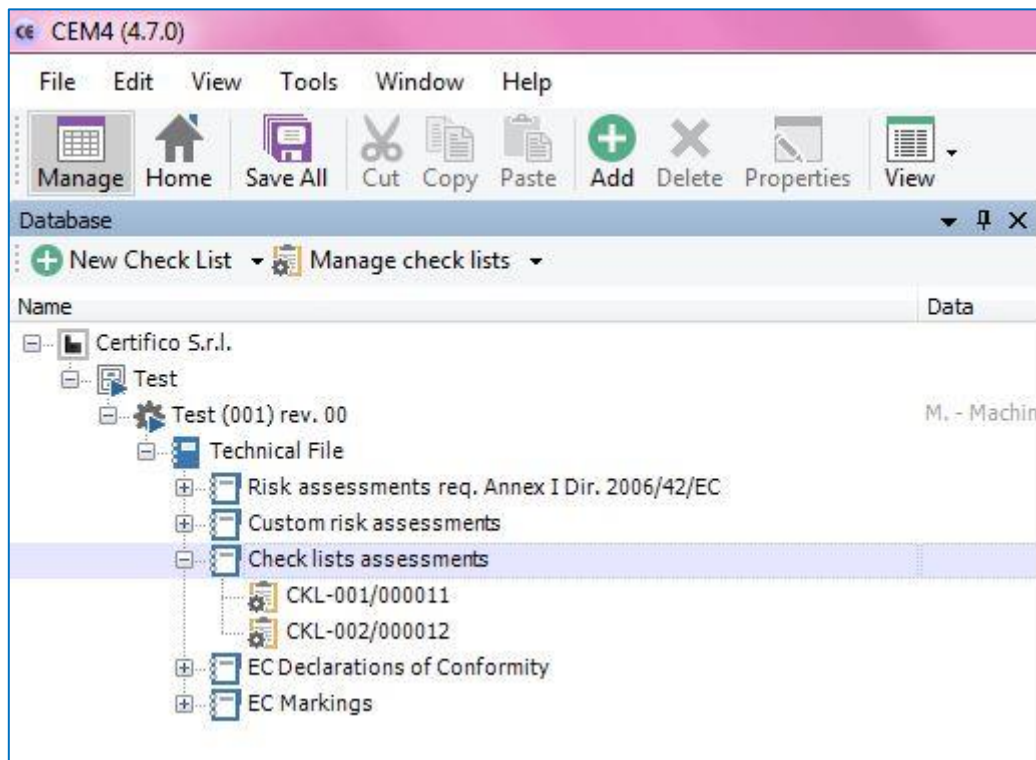 CE CEM4 (4.7.0)
File Edit View Tools Window Help
Manage Home Save All Cut Copy Paste Add Delete Properties View
Database
New Check List Manage check lists
Name Data
Certifico S.r.l.
Test
Test (001) rev. 00 M. - Machin
Technical File
Risk assessments req. Annex I Dir. 2006/42/EC
Custom risk assessments
Check lists assessments
CKL-001/000011
CKL-002/000012
EC Declarations of Conformity
EC Markings